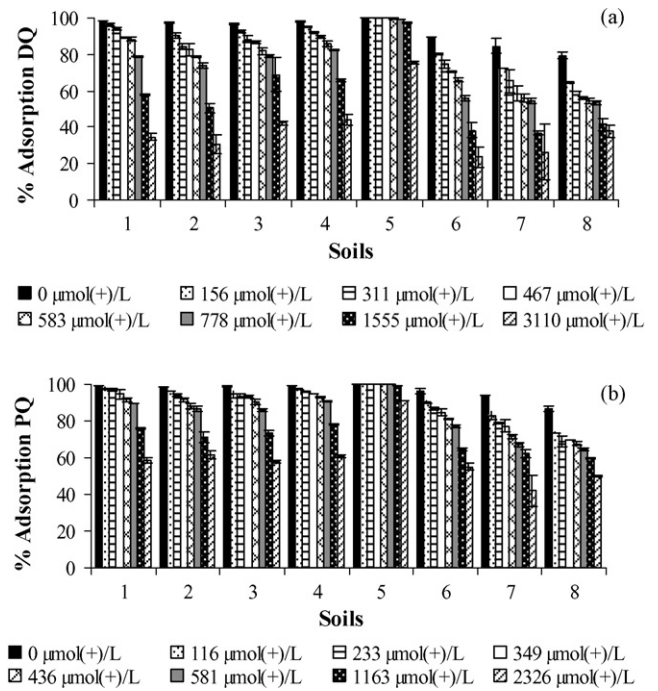 (a)
% Adsorption DQ
100
80
60
40
20
0
1 2 3 4 5 6 7 8
Soils
0 µmol(+)/L 156 µmol(+)/L 311 µmol(+)/L 467 µmol(+)/L
583 µmol(+)/L 778 µmol(+)/L 1555 µmol(+)/L 3110 µmol(+)/L
(b)
% Adsorption PQ
100
80
60
40
20
0
1 2 3 4 5 6 7 8
Soils
0 µmol(+)/L 116 µmol(+)/L 233 µmol(+)/L 349 µmol(+)/L
436 µmol(+)/L 581 µmol(+)/L 1163 µmol(+)/L 2326 µmol(+)/L